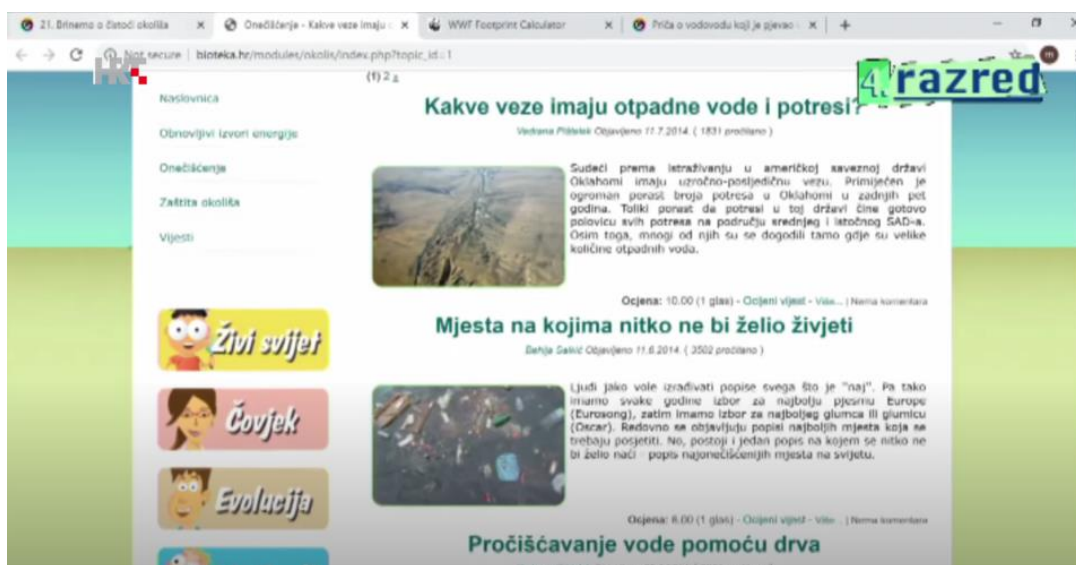 21. Brinemo o čistoći okoliša
Onečišćenje - Kakve veze imaju o
WWF Footprint Calculator
Priča o vodovodu koji je pjevao
Not secure | bioteka.hr/modules/okolis/index.php?topic_id=1
HRT
4. razred
(1) 2 »
Naslovnica
Obnovljivi izvori energije
Onečišćenje
Zaštita okoliša
Vijesti
Živi svijet
Čovjek
Evolucija
Kakve veze imaju otpadne vode i potresi?
Vedrana Pištelek Objavljeno 11.7.2014. ( 1831 pročitano )
Sudeći prema istraživanju u američkoj saveznoj državi
Oklahomi imaju uzročno-posljedičnu vezu. Primijećen je
ogroman porast broja potresa u Oklahomi u zadnjih pet
godina. Toliki porast da potresi u toj državi čine gotovo
polovicu svih potresa na području srednjeg i istočnog SAD-a.
Osim toga, mnogi od njih su se dogodili tamo gdje su velike
količine otpadnih voda.
Ocjena: 10.00 (1 glas) - Ocijeni vijest - Više... | Nema komentara
Mjesta na kojima nitko ne bi želio živjeti
Objavljeno 11.6.2014. ( 3502 pročitano )
Ljudi jako vole izrađivati popise svega što je "naj". Pa tako
imamo svake godine izbor za najbolju pjesmu Europe
(Eurosong), zatim imamo izbor za najboljeg glumca ili glumicu
(Oscar). Redovno se objavljuju popisi najboljih mjesta koja se
trebaju posjetiti. No, postoji i jedan popis na kojem se nitko ne
bi želio naći - popis najonečišćenijih mjesta na svijetu.
Ocjena: 8.00 (1 glas) - Ocijeni vijest - Više... | Nema komentara
Pročišćavanje vode pomoću drva